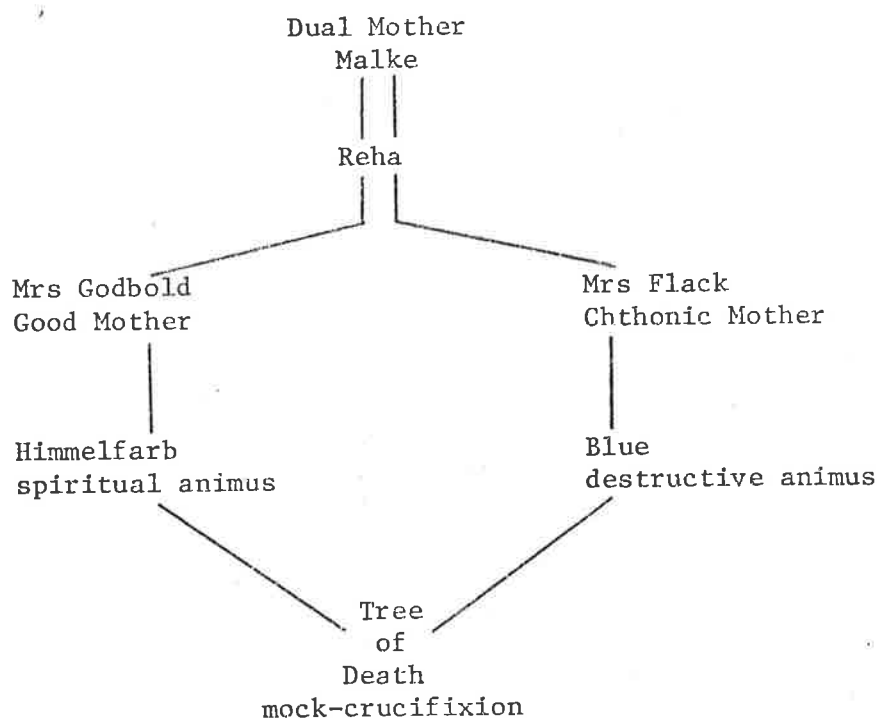 Dual Mother
Malke
Reha
Mrs Godbold
Good Mother
Mrs Flack
Chthonic Mother
Himmelfarb
spiritual animus
Blue
destructive animus
Tree
of
Death
mock-crucifixion